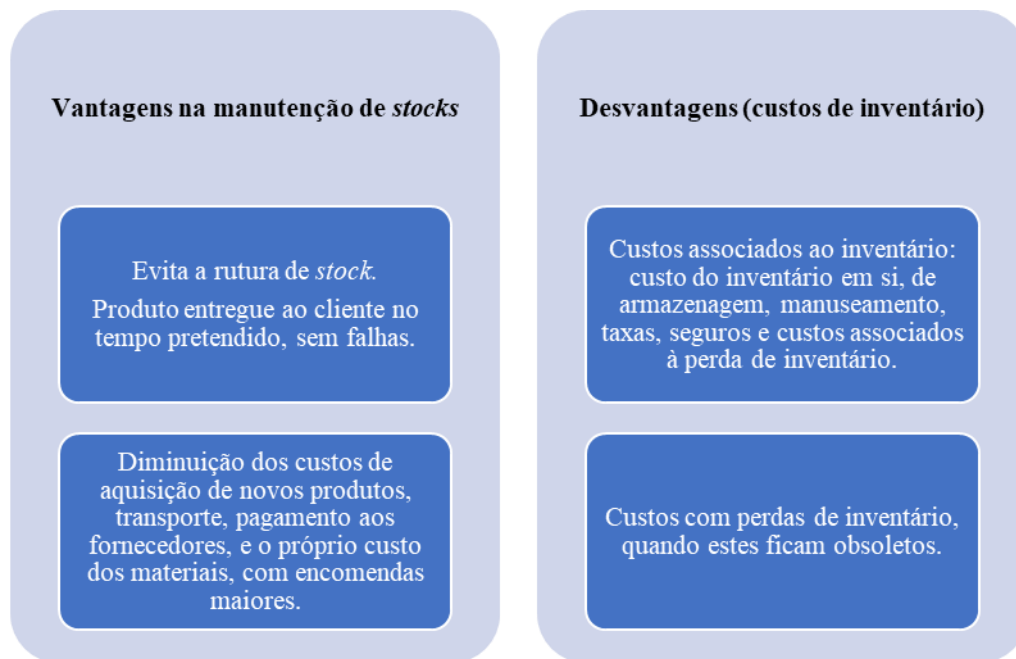 Vantagens na manutenção de stocks
Evita a rutura de stock.
Produto entregue ao cliente no
tempo pretendido, sem falhas.
Diminuição dos custos de
aquisição de novos produtos,
transporte, pagamento aos
fornecedores, e o próprio custo
dos materiais, com encomendas
maiores.
Desvantagens (custos de inventário)
Custos associados ao inventário:
custo do inventário em si, de
armazenagem, manuseamento,
taxas, seguros e custos associados
à perda de inventário.
Custos com perdas de inventário,
quando estes ficam obsoletos.